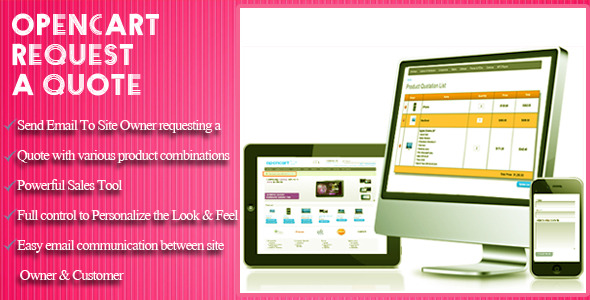 OPENCART
REQUEST
A QUOTE
Send Email To Site Owner requesting a
Quote with various product combinations
Powerful Sales Tool
Full control to Personalize the Look & Feel
Easy email communication between site
Owner & Customer
Product Quotation List
opencart